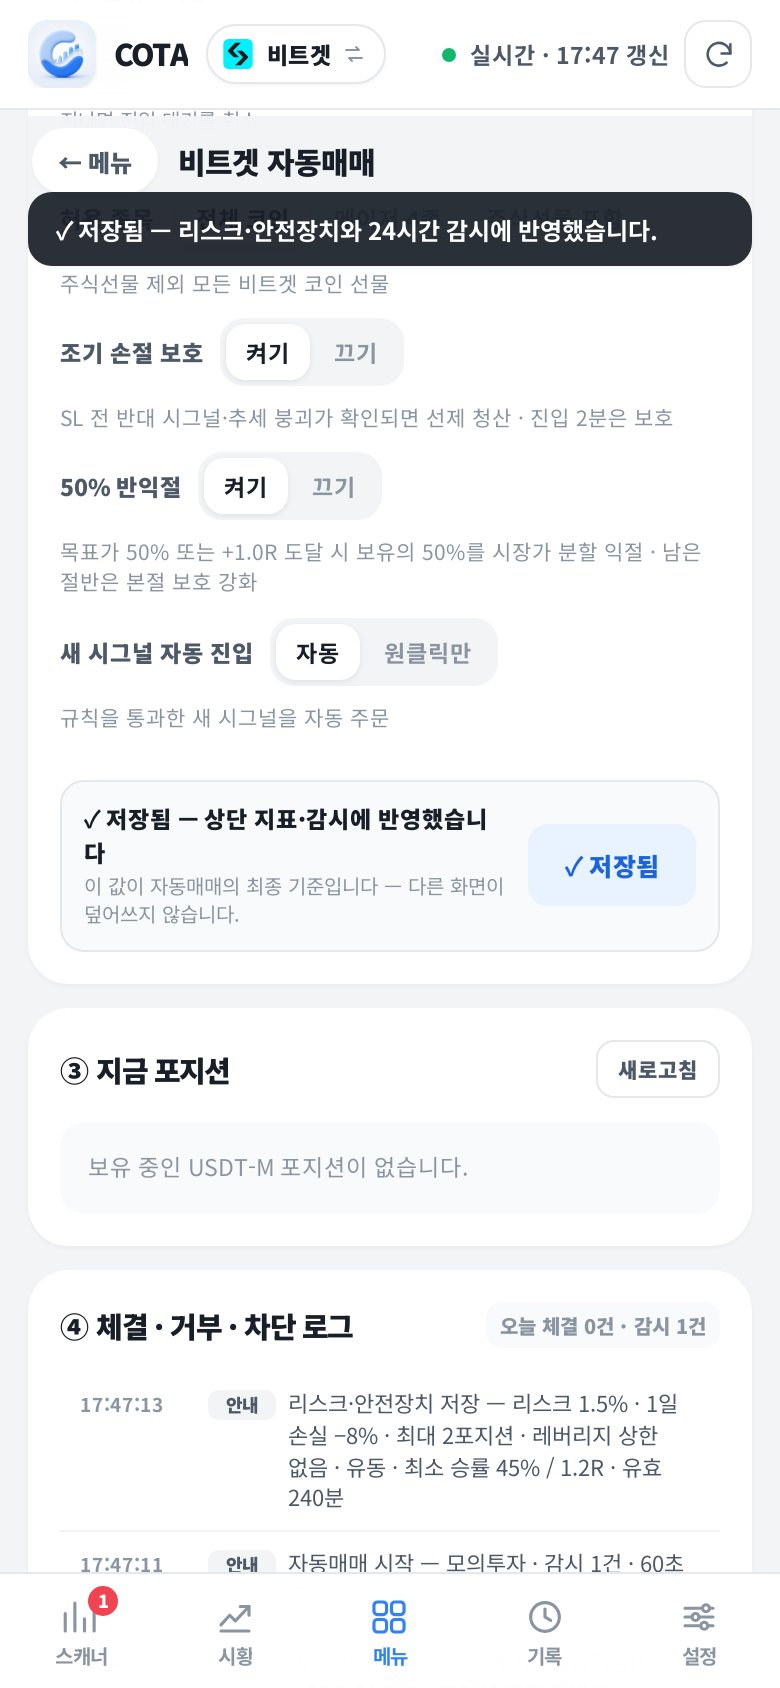 COTA
비트겟
실시간 · 17:47 갱신
← 메뉴
비트겟 자동매매
✓ 저장됨 — 리스크·안전장치와 24시간 감시에 반영했습니다.
주식선물 제외 모든 비트겟 코인 선물
조기 손절 보호 켜기 끄기
SL 전 반대 시그널·추세 붕괴가 확인되면 선제 청산 · 진입 2분은 보호
50% 반익절 켜기 끄기
목표가 50% 또는 +1.0R 도달 시 보유의 50%를 시장가 분할 익절 · 남은
절반은 본절 보호 강화
새 시그널 자동 진입 자동 원클릭만
규칙을 통과한 새 시그널을 자동 주문
✓ 저장됨 — 상단 지표·감시에 반영했습니
다
이 값이 자동매매의 최종 기준입니다 — 다른 화면이
덮어쓰지 않습니다.
✓ 저장됨
③ 지금 포지션
새로고침
보유 중인 USDT-M 포지션이 없습니다.
④ 체결 · 거부 · 차단 로그
오늘 체결 0건 · 감시 1건
17:47:13 안내 리스크·안전장치 저장 — 리스크 1.5% · 1일
손실 −8% · 최대 2포지션 · 레버리지 상한
없음 · 유동 · 최소 승률 45% / 1.2R · 유효
240분
17:47:11 안내 자동매매 시작 — 모의투자 · 감시 1건 · 60초
1
스캐너
시황
메뉴
기록
설정